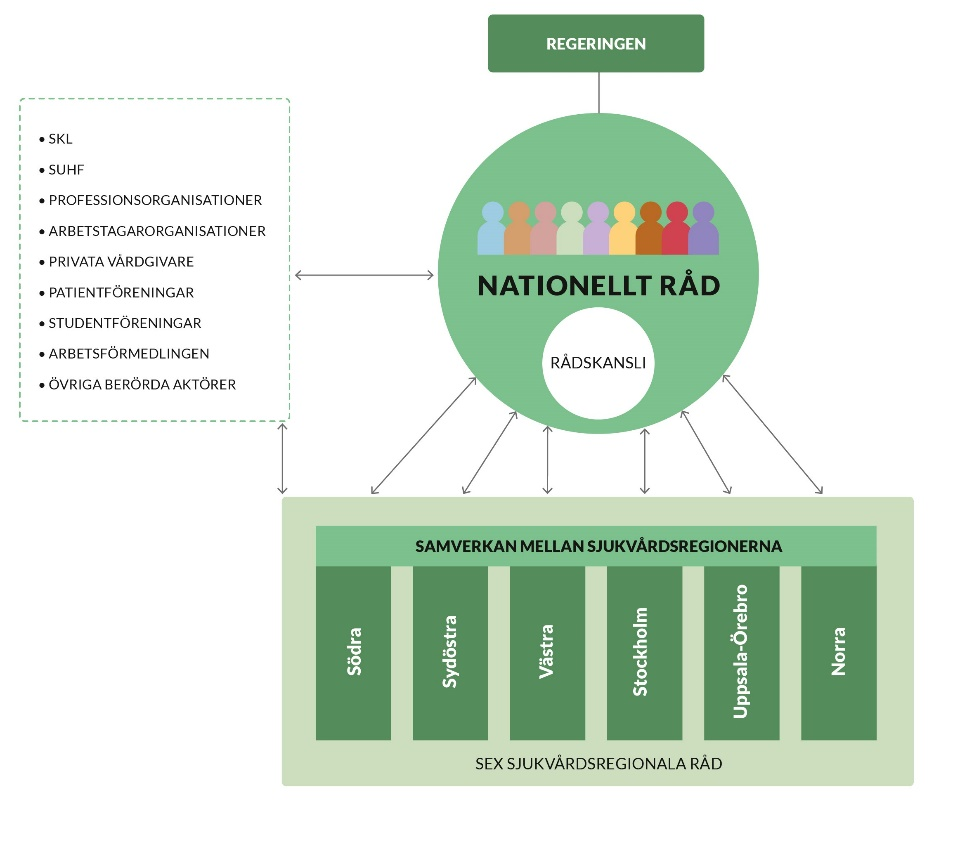 REGERINGEN
• SKL
• SUHF
• PROFESSIONSORGANISATIONER
• ARBETSTAGARORGANISATIONER
• PRIVATA VÅRDGIVARE
• PATIENTFÖRENINGAR
• STUDENTFÖRENINGAR
• ARBETSFÖRMEDLINGEN
• ÖVRIGA BERÖRDA AKTÖRER
NATIONELLT RÅD
RÅDSKANSLI
SAMVERKAN MELLAN SJUKVÅRDSREGIONERNA
Södra
Sydöstra
Västra
Stockholm
Uppsala-Örebro
Norra
SEX SJUKVÅRDSREGIONALA RÅD